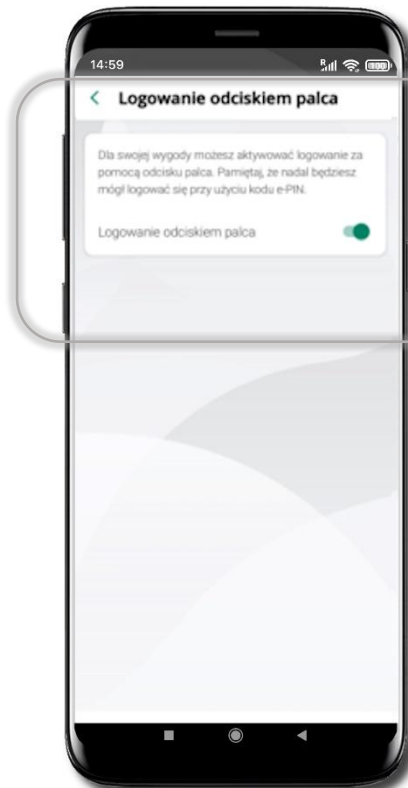 14:59
R
100
Logowanie odciskiem palca
Dla swojej wygody możesz aktywować logowanie za
pomocą odcisku palca. Pamiętaj, że nadal będziesz
mógł logować się przy użyciu kodu e-PIN.
Logowanie odciskiem palca